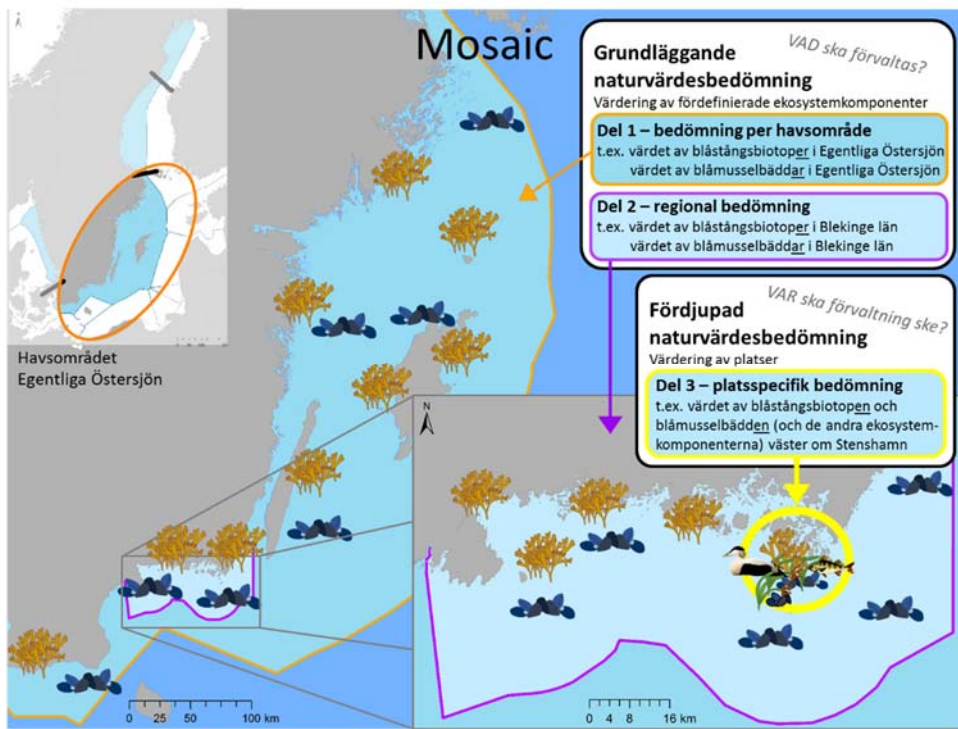 Mosaic
Grundläggande
naturvärdesbedömning
VAD ska förvaltas?
Värdering av fördefinierade ekosystemkomponenter
Del 1 – bedömning per havsområde
t.ex. värdet av blåstångsbiotoper i Egentliga Östersjön
värdet av blåmusselbäddar i Egentliga Östersjön
Del 2 – regional bedömning
t.ex. värdet av blåstångsbiotoper i Blekinge län
värdet av blåmusselbäddar i Blekinge län
Fördjupad
naturvärdesbedömning
VAR ska förvaltning ske?
Värdering av platser
Del 3 – platsspecifik bedömning
t.ex. värdet av blåstångsbiotopen och
blåmusselbädden (och de andra ekosystem-
komponenterna) väster om Stenshamn
Havsområdet
Egentliga Östersjön
N
0 25 50 100 km
0 4 8 16 km